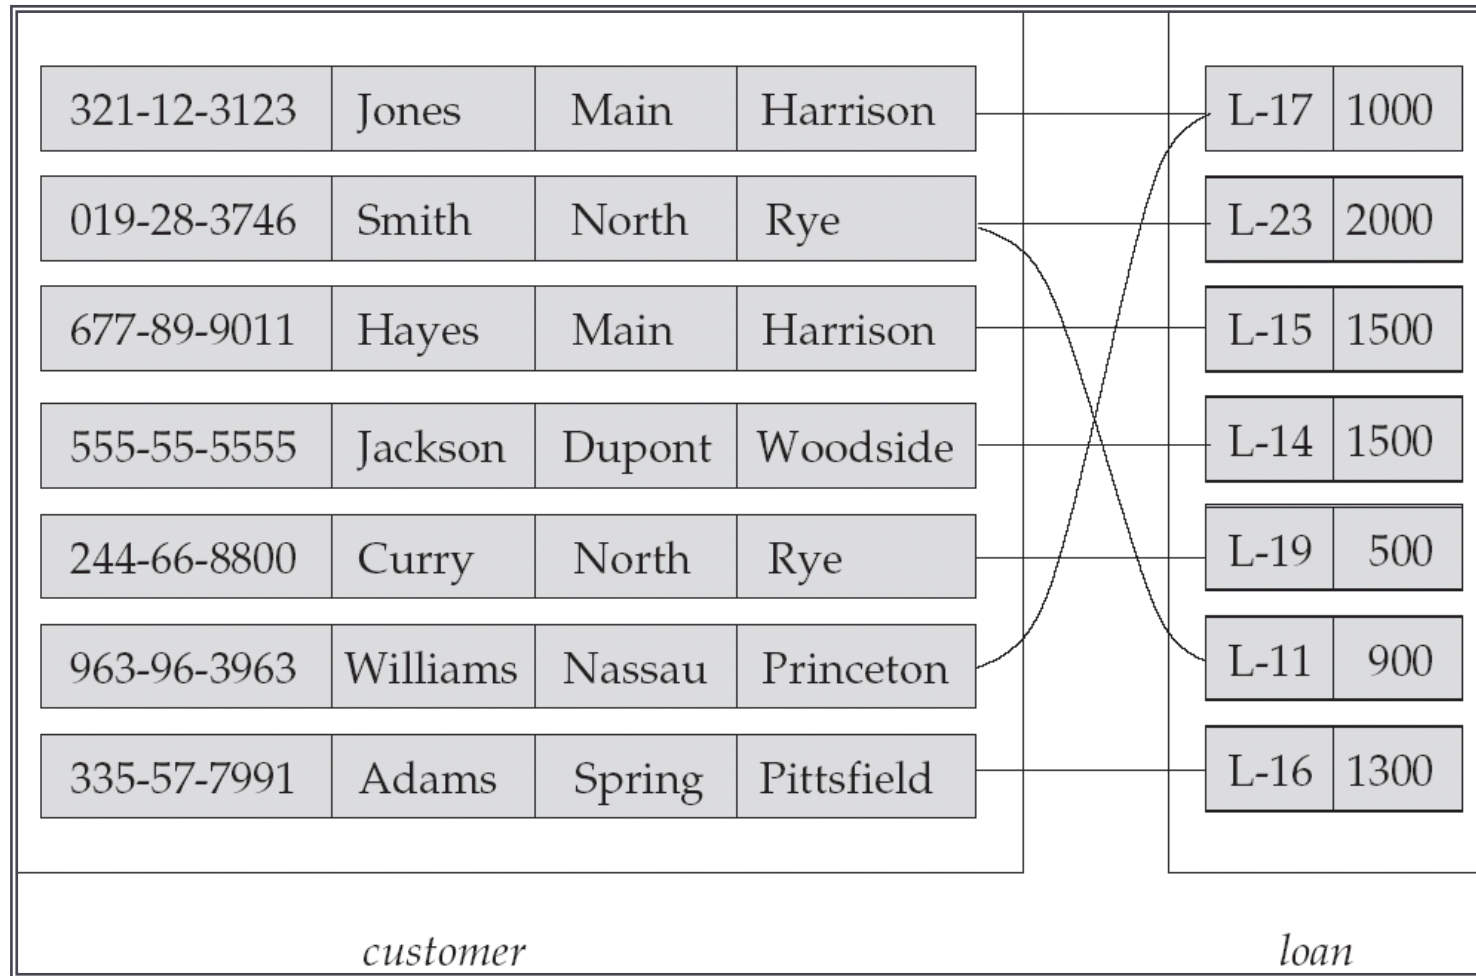 321-12-3123 Jones Main Harrison L-17 1000
019-28-3746 Smith North Rye L-23 2000
677-89-9011 Hayes Main Harrison L-15 1500
555-55-5555 Jackson Dupont Woodside L-14 1500
244-66-8800 Curry North Rye L-19 500
963-96-3963 Williams Nassau Princeton L-11 900
335-57-7991 Adams Spring Pittsfield L-16 1300
customer loan